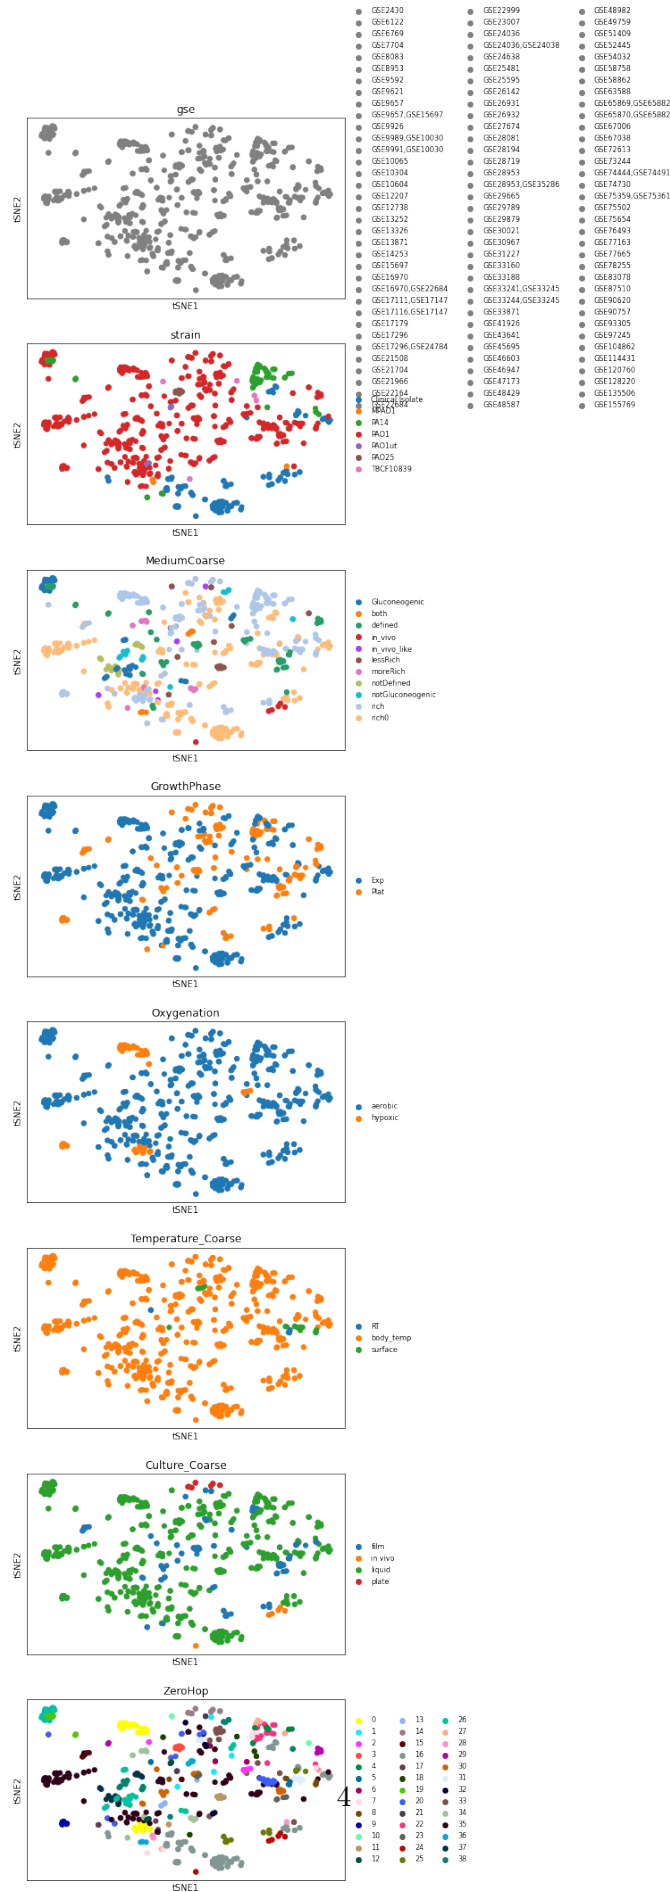 GSE2430 GSE22999 GSE48982
GSE6122 GSE23007 GSE49759
GSE6769 GSE24036 GSE51409
GSE7704 GSE24036,GSE24038 GSE52445
GSE8083 GSE24638 GSE54032
GSE8953 GSE25481 GSE58758
GSE9592 GSE25595 GSE58862
GSE9621 GSE26142 GSE63588
GSE9657 GSE26931 GSE65869,GSE65882
GSE9657,GSE15697 GSE26932 GSE65870,GSE65882
GSE9926 GSE27674 GSE67006
GSE9989,GSE10030 GSE28081 GSE67038
GSE9991,GSE10030 GSE28194 GSE72613
GSE10065 GSE28719 GSE73244
GSE10304 GSE28953 GSE74444,GSE74491
GSE10604 GSE28953,GSE35286 GSE74730
GSE12207 GSE29665 GSE75359,GSE75361
GSE12738 GSE29789 GSE75502
GSE13252 GSE29879 GSE75654
GSE13326 GSE30021 GSE76493
GSE13871 GSE30967 GSE77163
GSE14253 GSE31227 GSE77665
GSE15697 GSE33160 GSE78255
GSE16970 GSE33188 GSE83078
GSE16970,GSE22684 GSE33241,GSE33245 GSE87510
GSE17111,GSE17147 GSE33244,GSE33245 GSE90620
GSE17116,GSE17147 GSE33871 GSE90757
GSE17179 GSE41926 GSE93305
GSE17296 GSE43641 GSE97245
GSE17296,GSE24784 GSE45695 GSE104862
GSE21508 GSE46603 GSE114431
GSE21704 GSE46947 GSE120760
GSE21966 GSE47173 GSE128220
GSE22164 GSE48429 GSE135506
GSE22684 GSE48587 GSE155769
gse
tSNE2
tSNE1
strain
tSNE2
tSNE1
Clinical Isolate
MPAO1
PA14
PAO1
PAO1ut
PAO25
TBCF10839
MediumCoarse
tSNE2
tSNE1
Gluconeogenic
both
defined
in_vivo
in_vivo_like
lessRich
moreRich
notDefined
notGluconeogenic
rich
rich0
GrowthPhase
tSNE2
tSNE1
Exp
Plat
Oxygenation
tSNE2
tSNE1
aerobic
hypoxic
Temperature_Coarse
tSNE2
tSNE1
RT
body_temp
surface
Culture_Coarse
tSNE2
tSNE1
film
in vivo
liquid
plate
ZeroHop
tSNE2
tSNE1
0 13 26
1 14 27
2 15 28
3 16 29
4 17 30
5 18 31
6 19 32
7 20 33
8 21 34
9 22 35
10 23 36
11 24 37
12 25 38
4